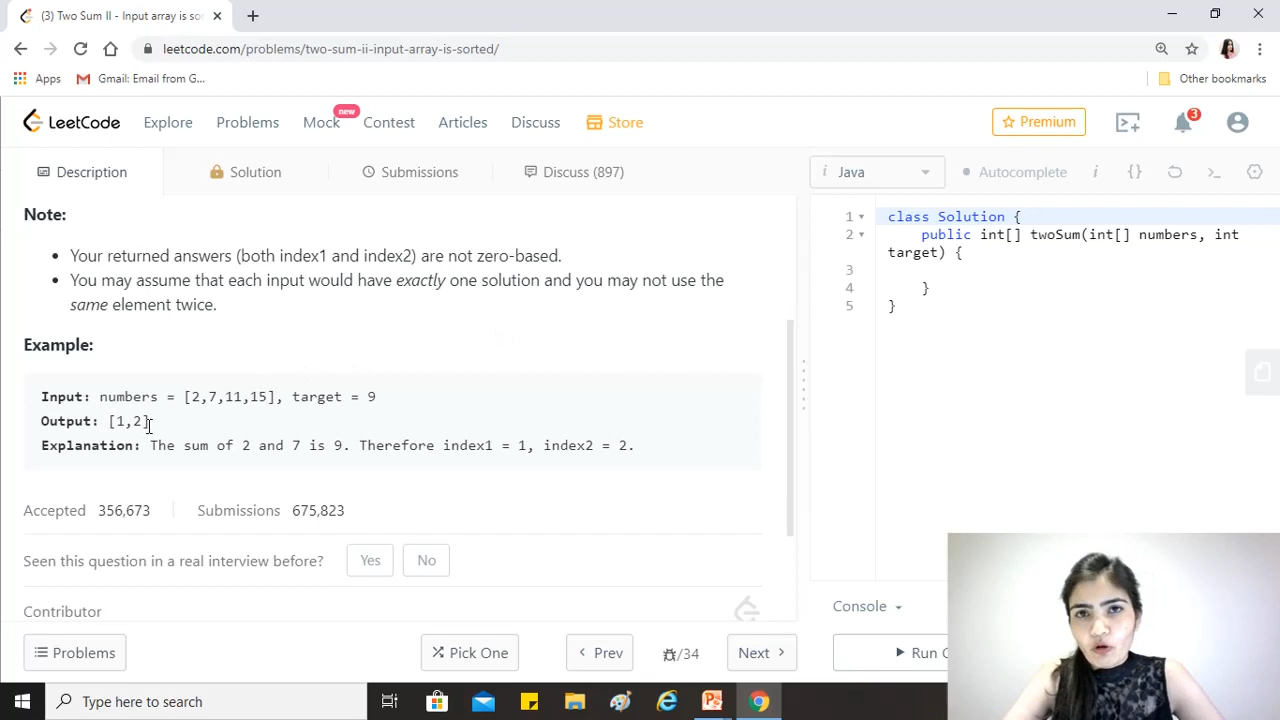 (3) Two Sum II - Input array is so
leetcode.com/problems/two-sum-ii-input-array-is-sorted/
Apps
Gmail: Email from G...
Other bookmarks
LeetCode
Explore
Problems
Mock
new
Contest
Articles
Discuss
Store
Premium
3
Description
Solution
Submissions
Discuss (897)
i Java
Autocomplete
i
{}
Note:
Your returned answers (both index1 and index2) are not zero-based.
You may assume that each input would have exactly one solution and you may not use the
same element twice.
Example:
Input: numbers = [2,7,11,15], target = 9
Output: [1,2]
Explanation: The sum of 2 and 7 is 9. Therefore index1 = 1, index2 = 2.
Accepted 356,673
Submissions 675,823
Seen this question in a real interview before?
Yes
No
Contributor
1 class Solution {
2 public int[] twoSum(int[] numbers, int
target) {
3
4 }
5 }
Console
Problems
Pick One
Prev
/34
Next
Run
Type here to search